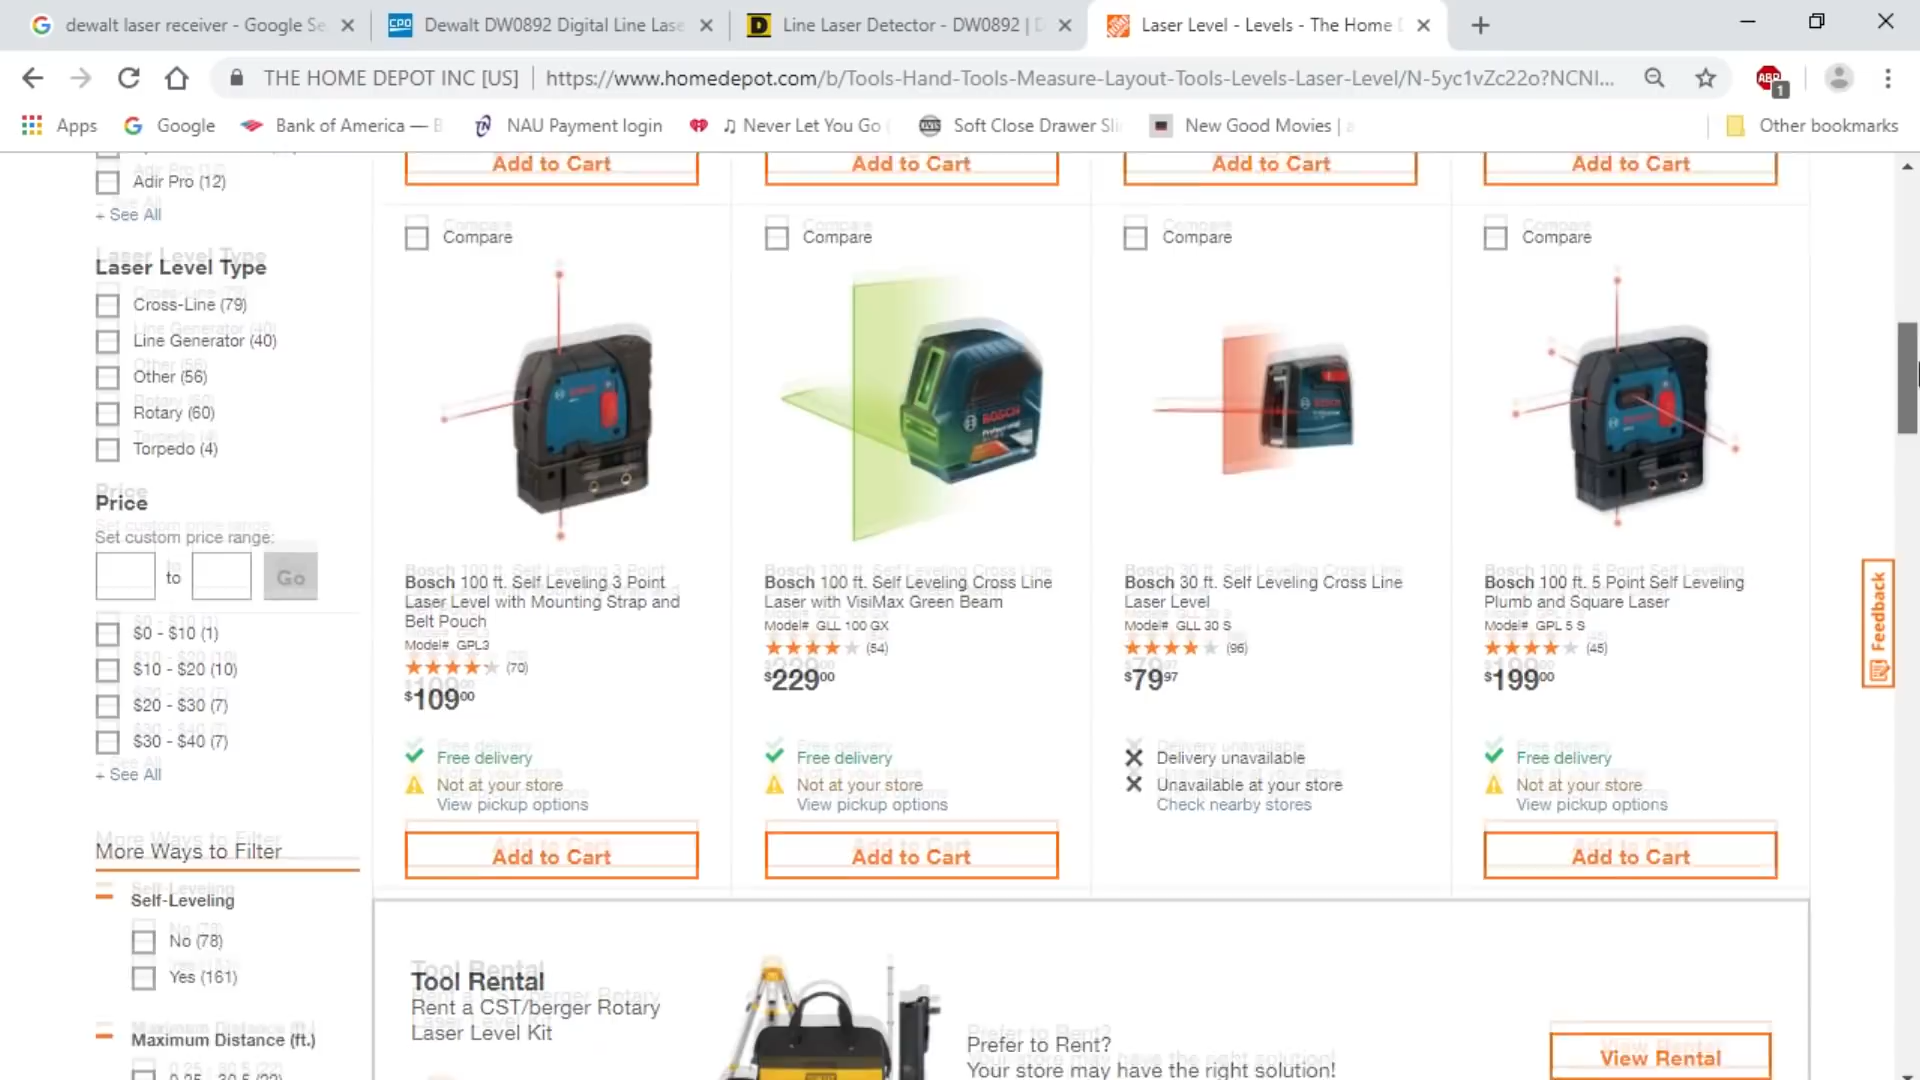 dewalt laser receiver - Google Se
Dewalt DW0892 Digital Line Lase
Line Laser Detector - DW0892 | D
Laser Level - Levels - The Home D
THE HOME DEPOT INC [US]
https://www.homedepot.com/b/Tools-Hand-Tools-Measure-Layout-Tools-Levels-Laser-Level/N-5yc1vZc22o?NCNI...
ABP
1
Apps
Google
Bank of America — B
NAU Payment login
♫ Never Let You Go
Soft Close Drawer Sli
New Good Movies | a
Other bookmarks
Adir Pro (12)
+ See All
Laser Level Type
Cross-Line (79)
Line Generator (40)
Other (56)
Rotary (60)
Torpedo (4)
Price
Set custom price range:
to
Go
$0 - $10 (1)
$10 - $20 (10)
$20 - $30 (7)
$30 - $40 (7)
+ See All
More Ways to Filter
Self-Leveling
No (78)
Yes (161)
Maximum Distance (ft.)
Add to Cart
Add to Cart
Add to Cart
Add to Cart
Compare
Compare
Compare
Compare
Bosch 100 ft. Self Leveling 3 Point
Laser Level with Mounting Strap and
Belt Pouch
Model# GPL3
(70)
$109.00
Free delivery
Not at your store
View pickup options
Add to Cart
BOSCH
Bosch 100 ft. Self Leveling Cross Line
Laser with VisiMax Green Beam
Model# GLL 100 GX
(54)
$229.00
Free delivery
Not at your store
View pickup options
Add to Cart
Bosch 30 ft. Self Leveling Cross Line
Laser Level
Model# GLL 30 S
(96)
$79.97
Delivery unavailable
Unavailable at your store
Check nearby stores
Bosch 100 ft. 5 Point Self Leveling
Plumb and Square Laser
Model# GPL 5 S
(45)
$199.00
Free delivery
Not at your store
View pickup options
Add to Cart
Feedback
Tool Rental
Rent a CST/berger Rotary
Laser Level Kit
Prefer to Rent?
Your store may have the right solution!
View Rental